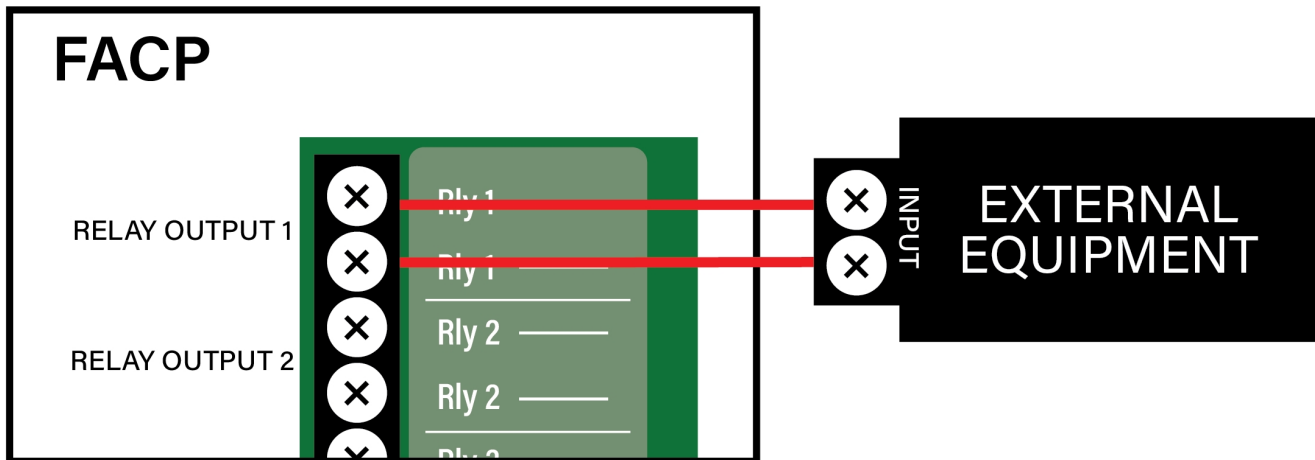 FACP
RELAY OUTPUT 1
Rly 1
Rly 1
RELAY OUTPUT 2
Rly 2
Rly 2
INPUT
EXTERNAL
EQUIPMENT